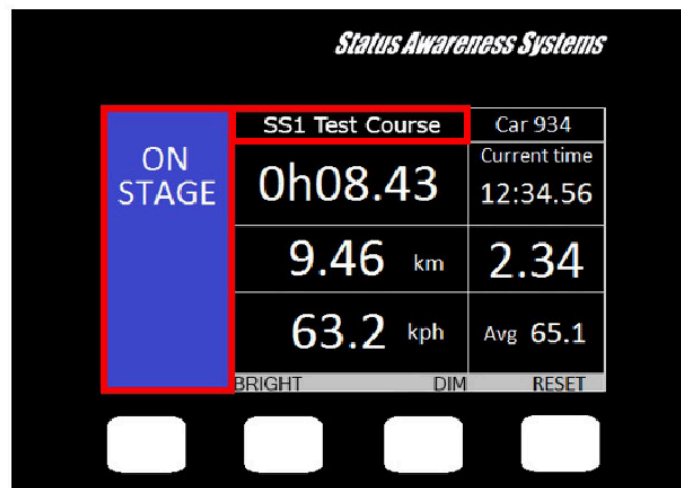 Status Awareness Systems
ON
STAGE
SS1 Test Course
Car 934
0h08.43
Current time
12:34.56
9.46 km
2.34
63.2 kph
Avg 65.1
BRIGHT DIM RESET